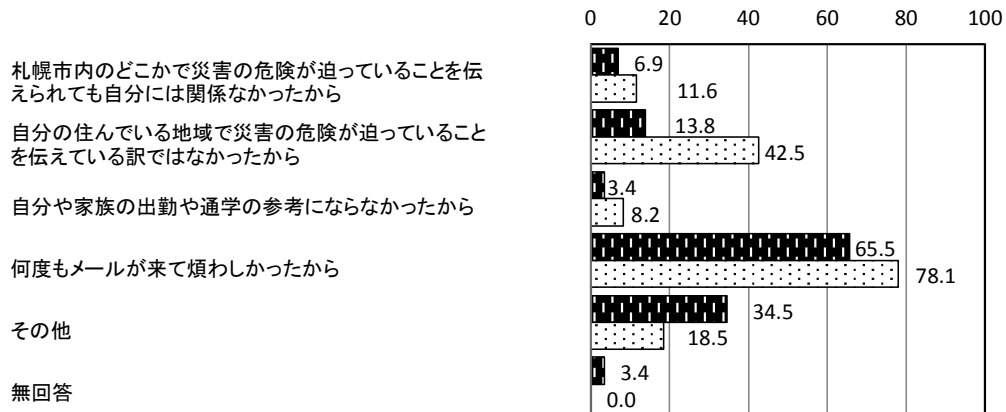 0 20 40 60 80 100
札幌市内のどこかで災害の危険が迫っていることを伝
えられても自分には関係なかったから
6.9
11.6
自分の住んでいる地域で災害の危険が迫っていること
を伝えている訳ではなかったから
13.8
42.5
自分や家族の出勤や通学の参考にならなかったから
3.4
8.2
何度もメールが来て煩わしかったから
65.5
78.1
その他
34.5
18.5
無回答
3.4
0.0